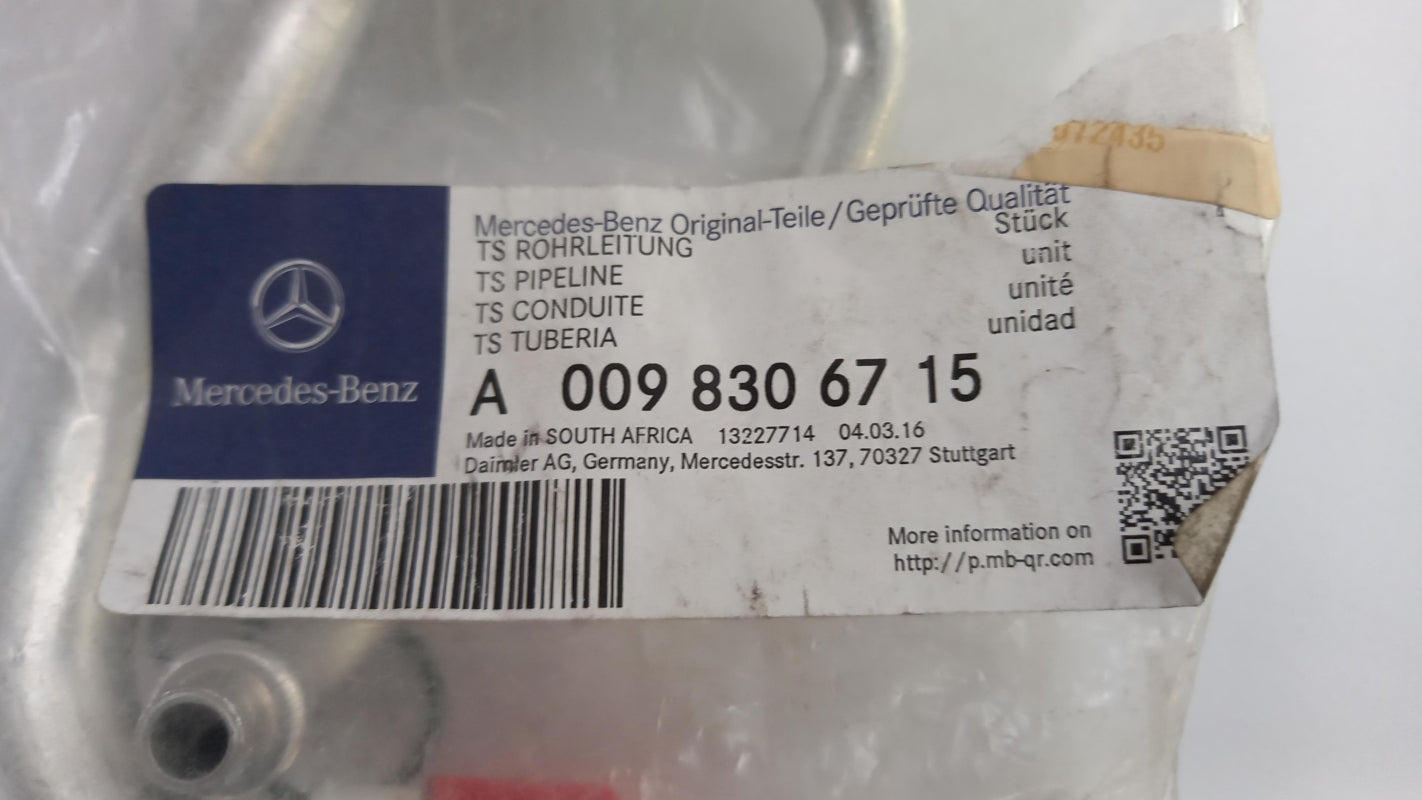 Mercedes-Benz Original-Teile/Geprüfte Qualität
TS ROHRLEITUNG Stück
TS PIPELINE unit
TS CONDUITE unité
TS TUBERIA unidad
Mercedes-Benz
A 009 830 67 15
Made in SOUTH AFRICA 13227714 04.03.16
Daimler AG, Germany, Mercedesstr. 137, 70327 Stuttgart
More information on
http://p.mb-qr.com